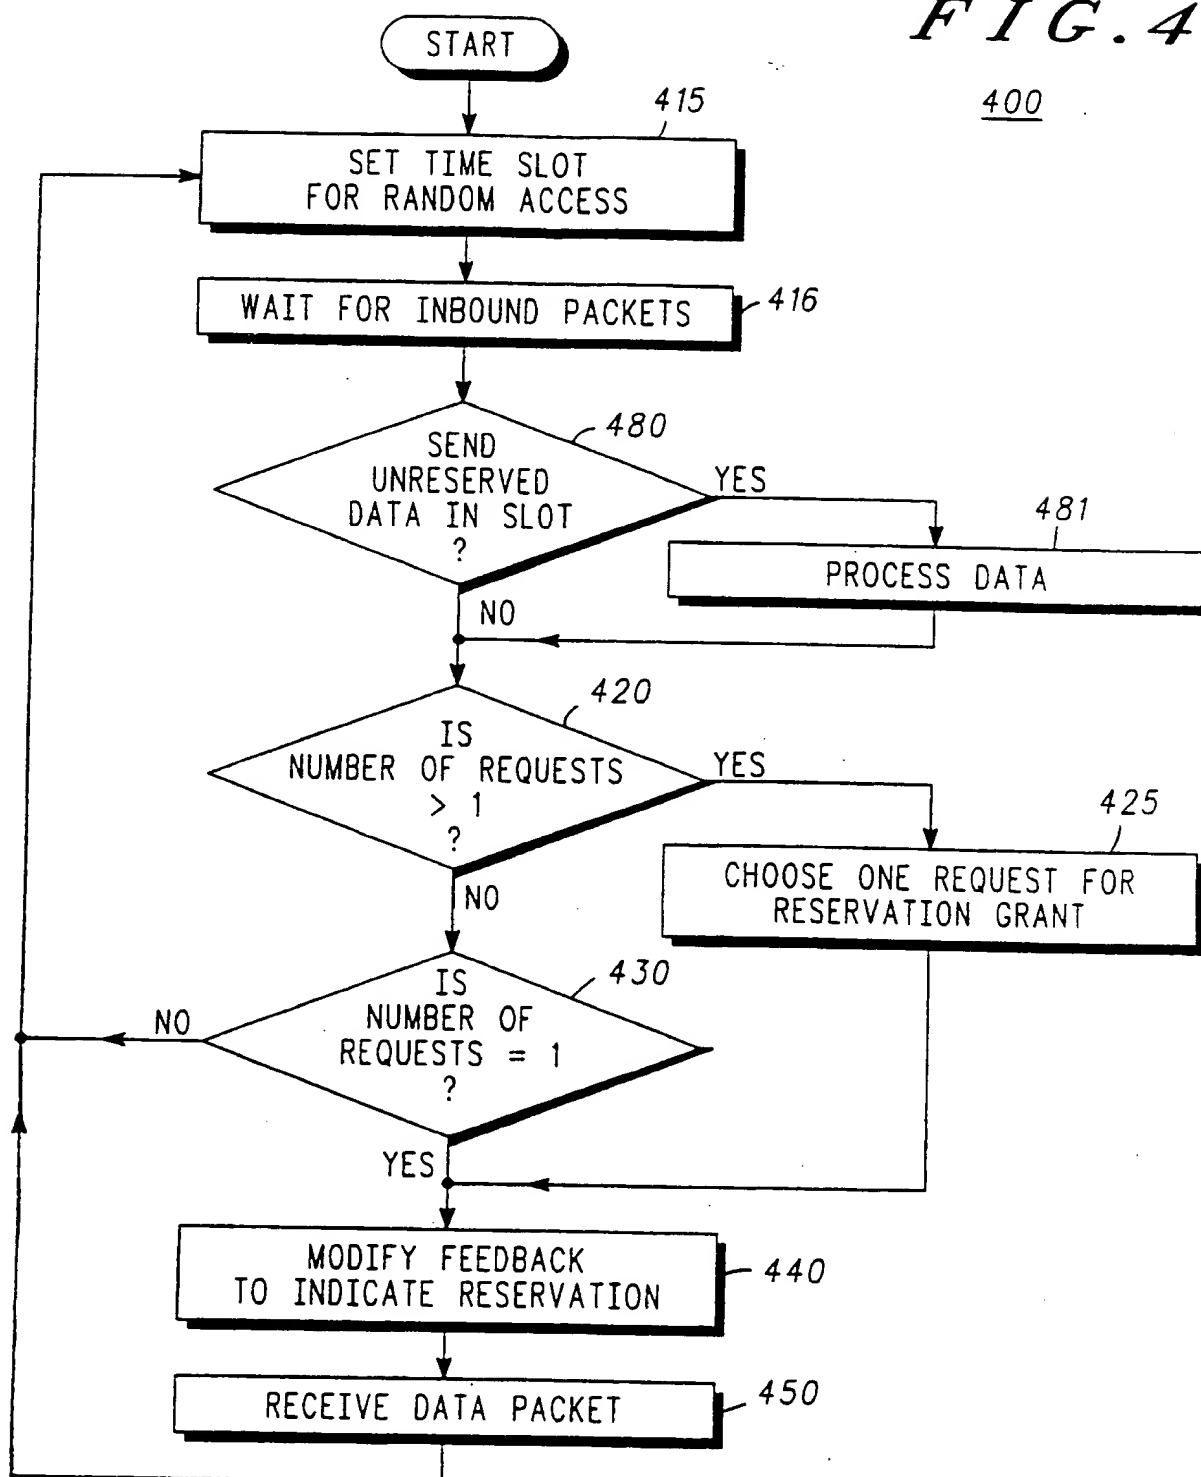 FIG. 4
400
START
415
SET TIME SLOT
FOR RANDOM ACCESS
WAIT FOR INBOUND PACKETS
416
480
SEND
UNRESERVED
DATA IN SLOT
?
YES
481
PROCESS DATA
NO
420
IS
NUMBER OF REQUESTS
> 1
?
YES
425
CHOOSE ONE REQUEST FOR
RESERVATION GRANT
NO
430
IS
NUMBER OF
REQUESTS = 1
?
NO
YES
MODIFY FEEDBACK
TO INDICATE RESERVATION
440
RECEIVE DATA PACKET
450